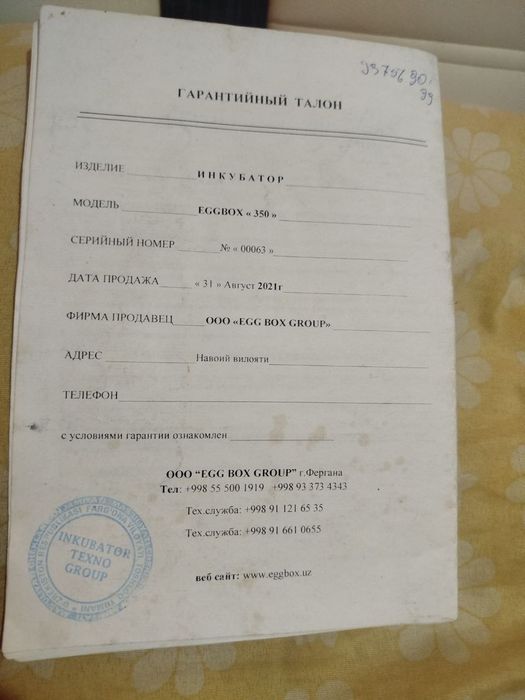 ГАРАНТИЙНЫЙ ТАЛОН
ИЗДЕЛИЕ ИНКУБАТОР
МОДЕЛЬ EGGBOX « 350 »
СЕРИЙНЫЙ НОМЕР № « 00063 »
ДАТА ПРОДАЖА « 31 » Август 2021г
ФИРМА ПРОДАВЕЦ ООО «EGG BOX GROUP»
АДРЕС Навоий вилояти
ТЕЛЕФОН
с условиями гарантии ознакомлен
ООО “EGG BOX GROUP” г.Фергана
Тел: +998 55 500 1919 +998 93 373 4343
Тех.служба: +998 91 121 65 35
Тех.служба: +998 91 661 0655
веб сайт: www.eggbox.uz
INKUBATOR
TEXNO
GROUP